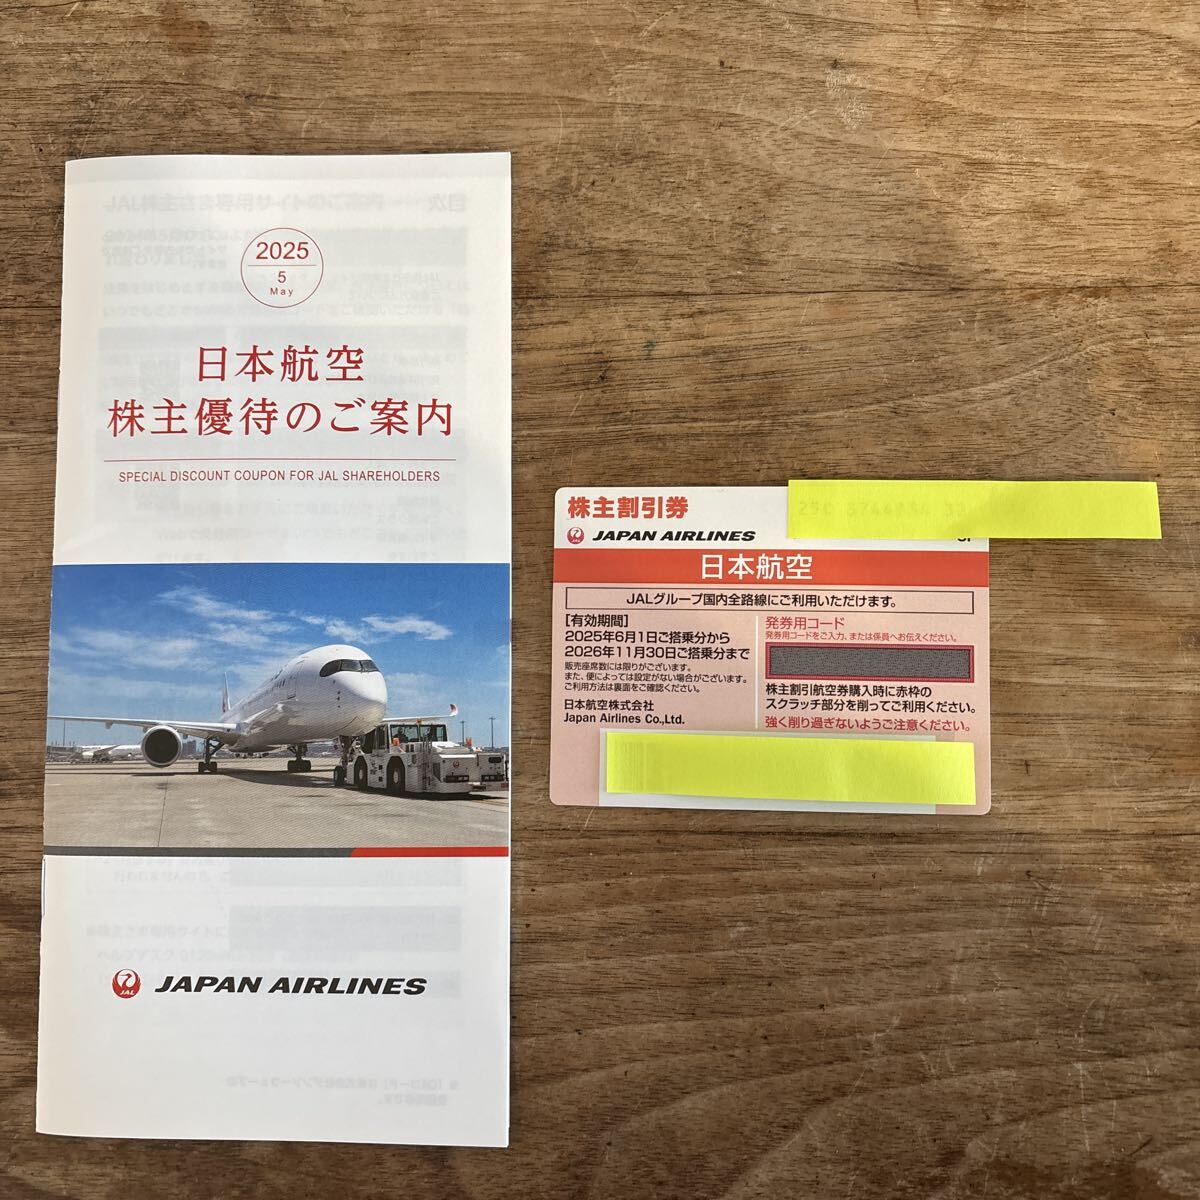 2025
5
May
日本航空
株主優待のご案内
SPECIAL DISCOUNT COUPON FOR JAL SHAREHOLDERS
JAL
JAPAN AIRLINES
株主割引券
JAL
JAPAN AIRLINES
日本航空
JALグループ国内全路線にご利用いただけます。
[有効期間]
2025年6月1日ご搭乗分から
2026年11月30日ご搭乗分まで
販売座席数には限りがございます。
また、便によっては設定がない場合がございます。
ご利用方法は裏面をご確認ください。
日本航空株式会社
Japan Airlines Co.,Ltd.
発券用コード
発券用コードをご入力、または係員へお伝えください。
株主割引航空券購入時に赤枠の
スクラッチ部分を削ってご利用ください。
強く削り過ぎないようご注意ください。